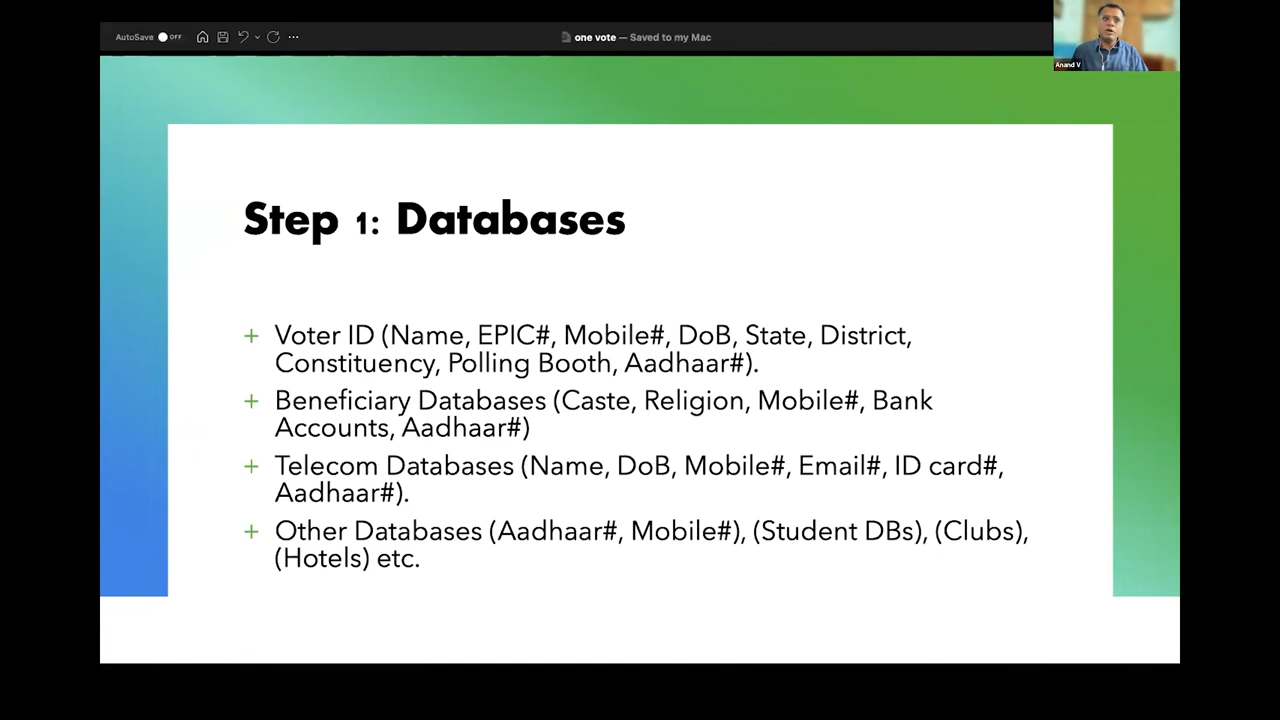 AutoSave OFF
one vote — Saved to my Mac
Anand V
Step 1: Databases
+ Voter ID (Name, EPIC#, Mobile#, DoB, State, District,
Constituency, Polling Booth, Aadhaar#).
+ Beneficiary Databases (Caste, Religion, Mobile#, Bank
Accounts, Aadhaar#)
+ Telecom Databases (Name, DoB, Mobile#, Email#, ID card#,
Aadhaar#).
+ Other Databases (Aadhaar#, Mobile#), (Student DBs), (Clubs),
(Hotels) etc.